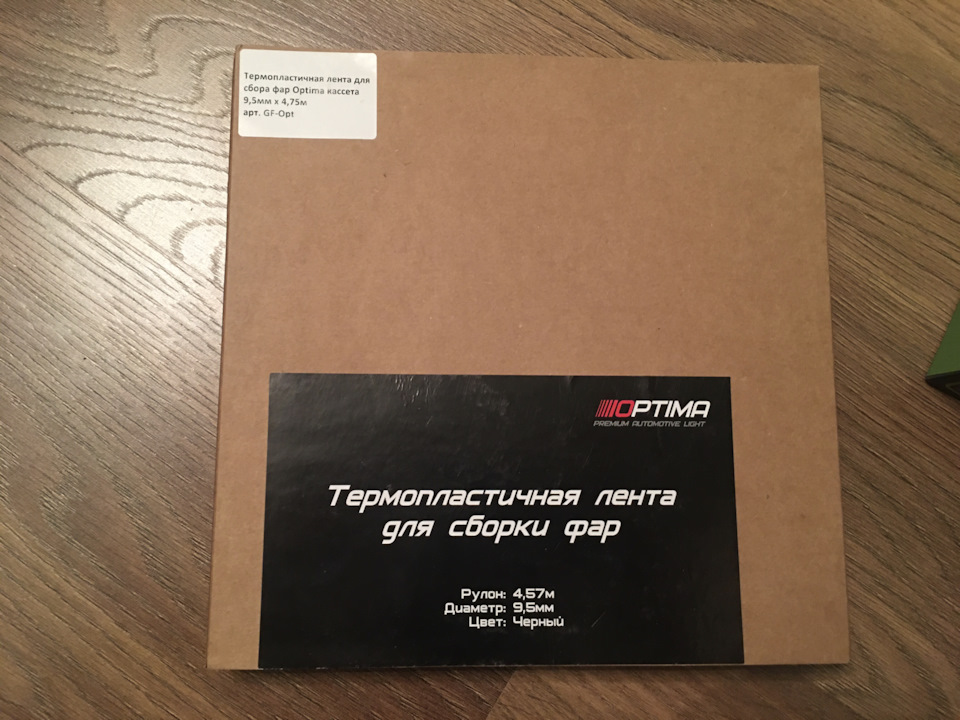 Термопластичная лента для
сбора фар Optima кассета
9,5мм х 4,75м
арт. GF-Opt
OPTIMA
PREMIUM AUTOMOTIVE LIGHT
Термопластичная лента
для сборки фар
Рулон: 4,57м
Диаметр: 9,5мм
Цвет: Черный